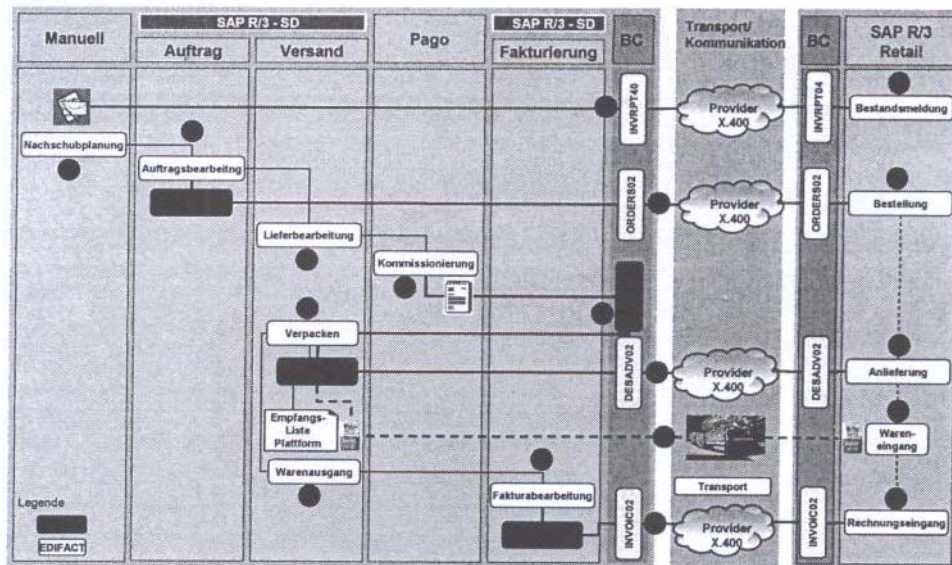 SAP R/3 - SD
SAP R/3 - SD
Manuell
Auftrag
Versand
Pago
Fakturierung
BC
Transport/
Kommunikation
BC
SAP R/3
Retail
INVRPT40
Provider
X.400
INVRPT04
Bestandsmeldung
Nachschubplanung
Auftragsbearbeitng
ORDERS02
Provider
X.400
ORDERS02
Bestellung
Lieferbearbeitung
Kommissionierung
Verpacken
DESADV02
Provider
X.400
DESADV02
Anlieferung
Empfangs-
Liste
Plattform
Waren-
eingang
Warenausgang
Transport
Fakturabearbeitung
INVOIC02
Provider
X.400
INVOIC02
Rechnungseingang
Legende
EDIFACT